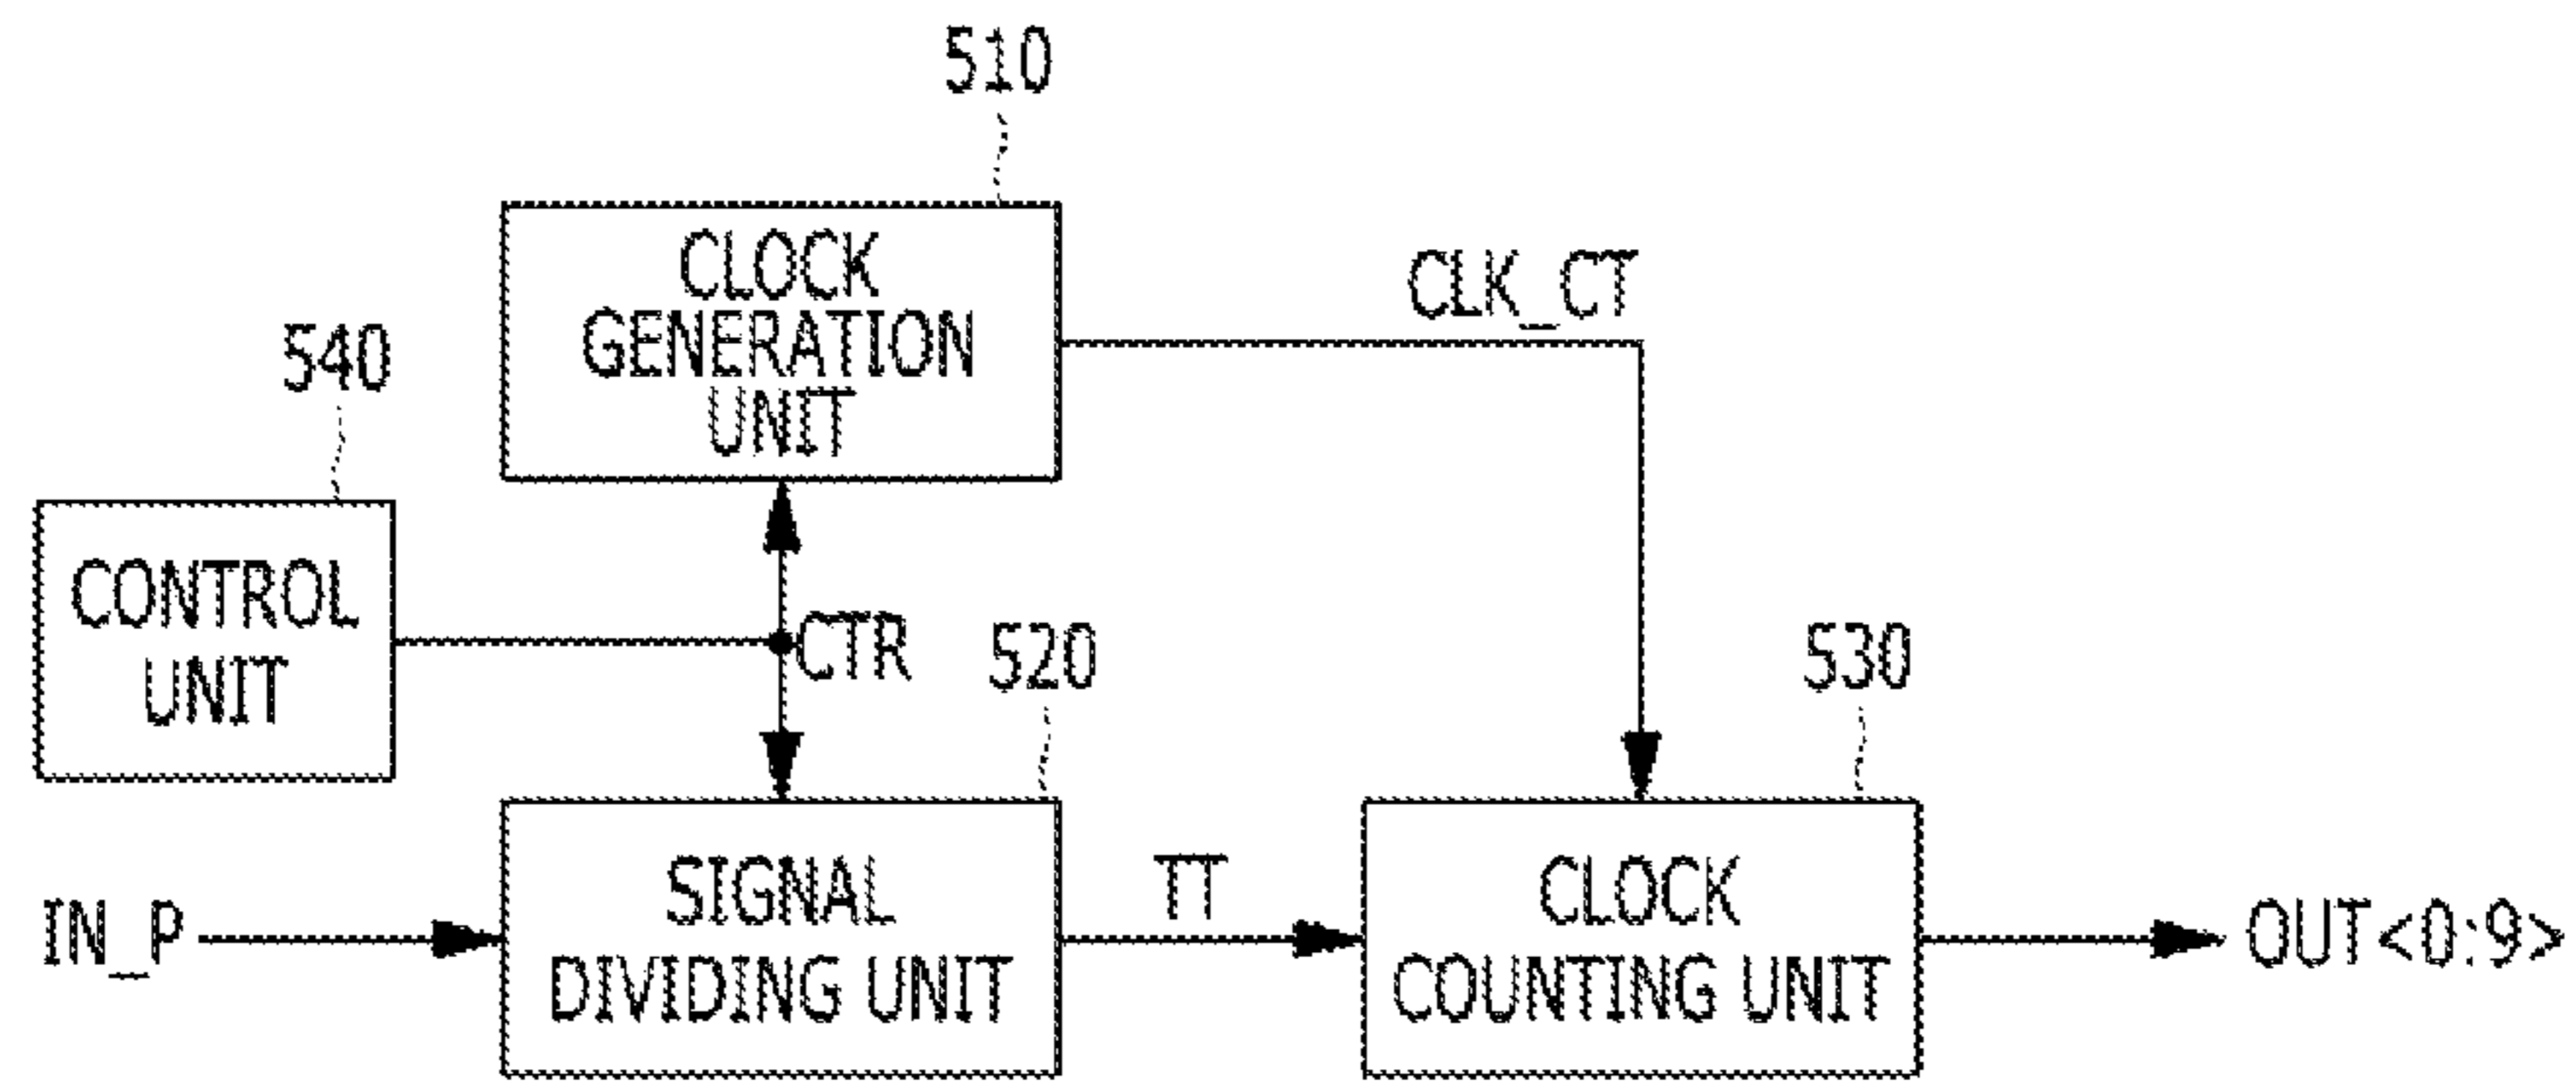 510
CLOCK
GENERATION
UNIT
CLK_CT
540
CONTROL
UNIT
CTR
520
530
IN_P
SIGNAL
DIVIDING UNIT
TT
CLOCK
COUNTING UNIT
OUT<0:9>